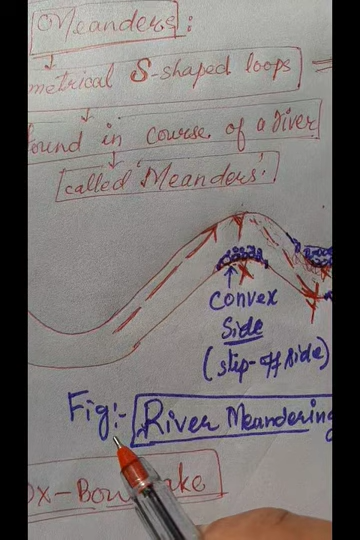 Meanders :
metrical S-shaped loops
found in course of a river
called 'Meanders'.
Convex
Side
(slip-off side)
Fig:- River Meandering
Ox-Bow